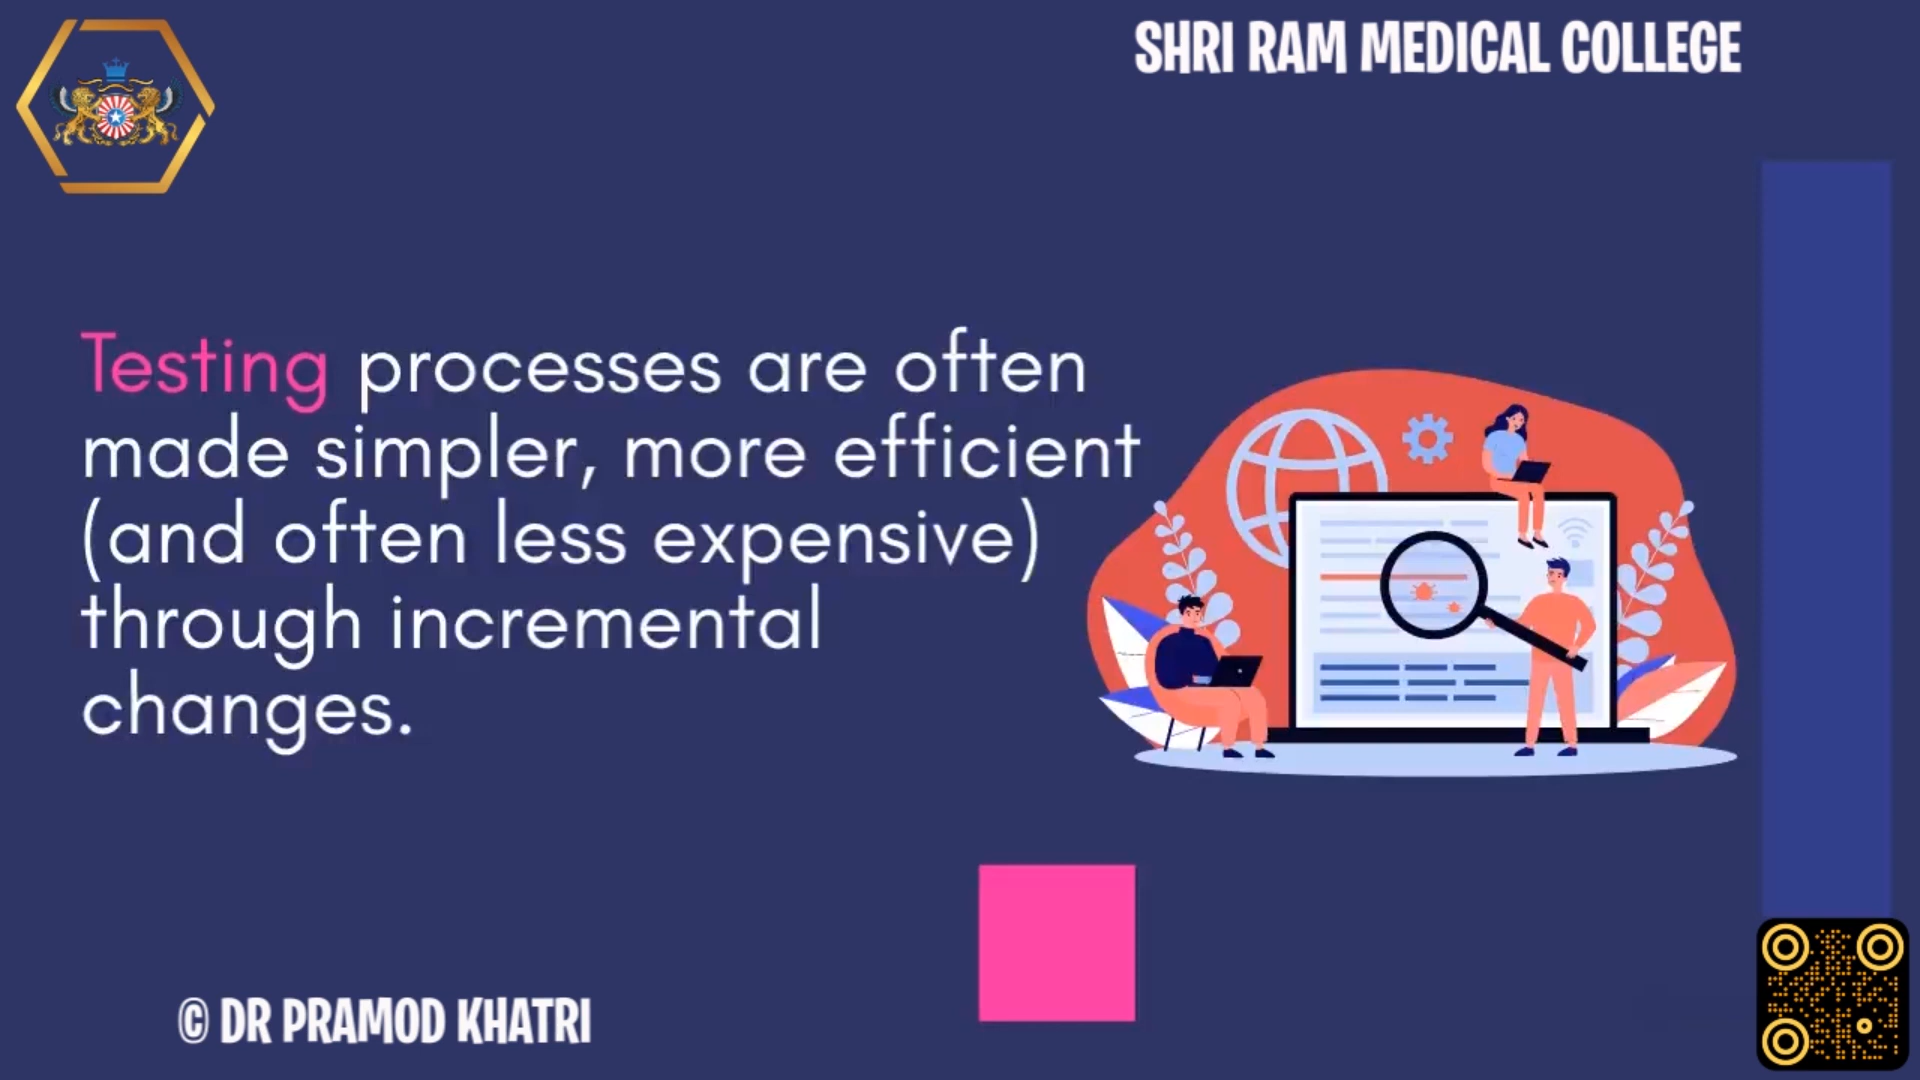 SHRI RAM MEDICAL COLLEGE
Testing processes are often
made simpler, more efficient
(and often less expensive)
through incremental
changes.
© DR PRAMOD KHATRI